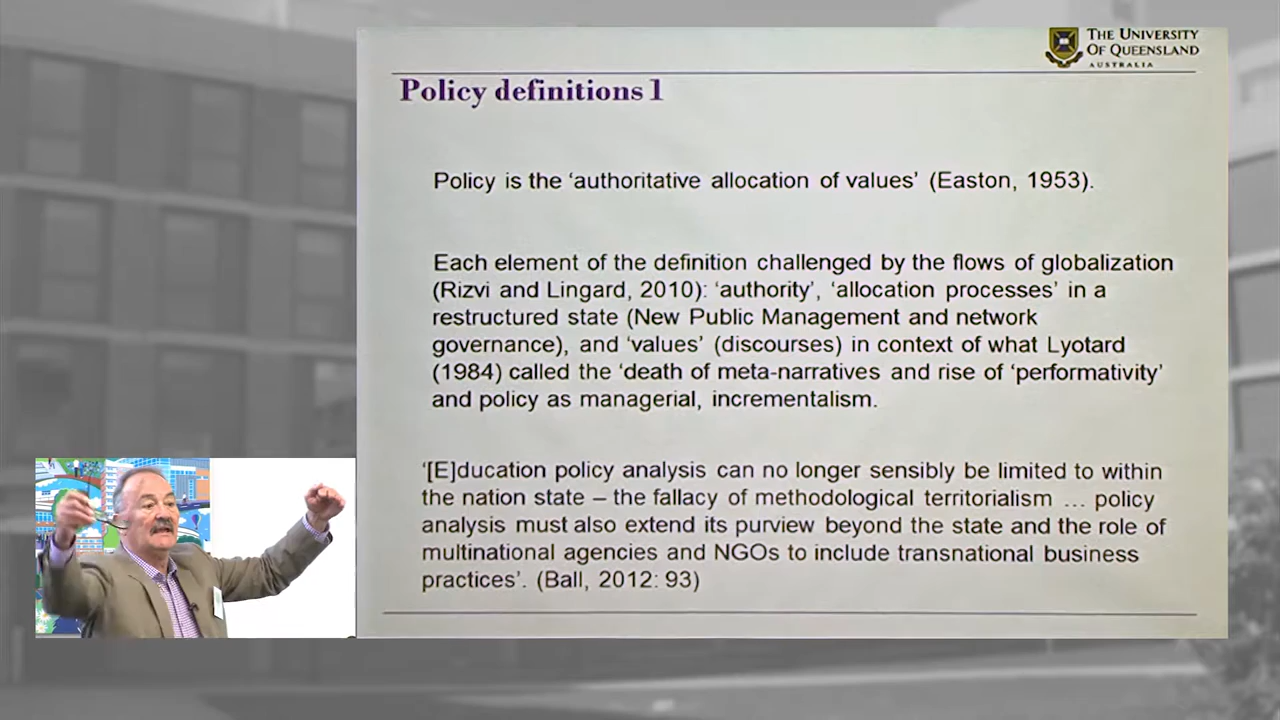 THE UNIVERSITY
OF QUEENSLAND
AUSTRALIA
Policy definitions 1
Policy is the ‘authoritative allocation of values’ (Easton, 1953).
Each element of the definition challenged by the flows of globalization
(Rizvi and Lingard, 2010): ‘authority’, ‘allocation processes’ in a
restructured state (New Public Management and network
governance), and ‘values’ (discourses) in context of what Lyotard
(1984) called the ‘death of meta-narratives and rise of ‘performativity’
and policy as managerial, incrementalism.
‘[E]ducation policy analysis can no longer sensibly be limited to within
the nation state – the fallacy of methodological territorialism … policy
analysis must also extend its purview beyond the state and the role of
multinational agencies and NGOs to include transnational business
practices’. (Ball, 2012: 93)